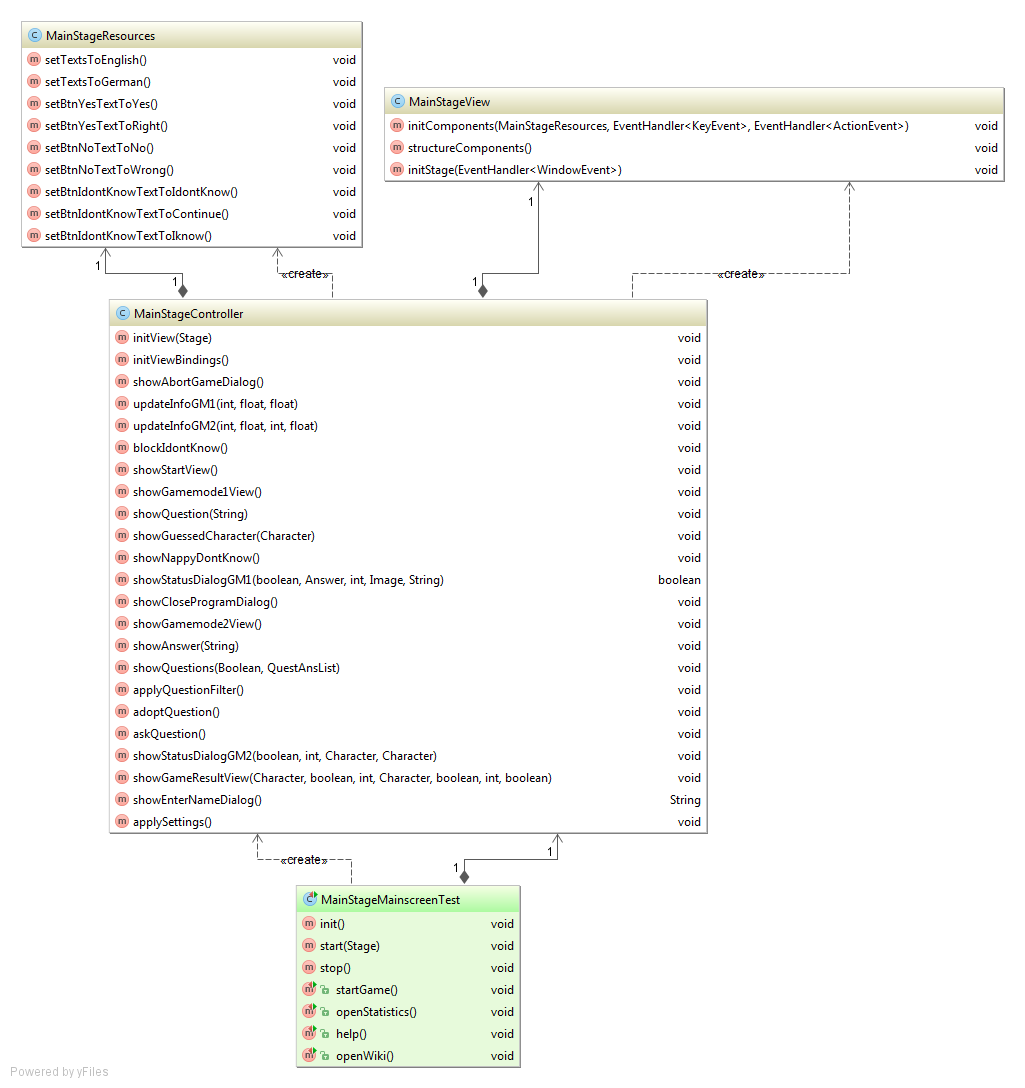 MainStageResources
setTextsToEnglish() void
setTextsToGerman() void
setBtnYesTextToYes() void
setBtnYesTextToRight() void
setBtnNoTextToNo() void
setBtnNoTextToWrong() void
setBtnIdontKnowTextToIdontKnow() void
setBtnIdontKnowTextToContinue() void
setBtnIdontKnowTextToIknow() void
MainStageView
initComponents(MainStageResources, EventHandler<KeyEvent>, EventHandler<ActionEvent>) void
structureComponents() void
initStage(EventHandler<WindowEvent>) void
1
1
«create»
1
1
«create»
MainStageController
initView(Stage) void
initViewBindings() void
showAbortGameDialog() void
updateInfoGM1(int, float, float) void
updateInfoGM2(int, float, int, float) void
blockIdontKnow() void
showStartView() void
showGamemode1View() void
showQuestion(String) void
showGuessedCharacter(Character) void
showNappyDontKnow() void
showStatusDialogGM1(boolean, Answer, int, Image, String) boolean
showCloseProgramDialog() void
showGamemode2View() void
showAnswer(String) void
showQuestions(Boolean, QuestAnsList) void
applyQuestionFilter() void
adoptQuestion() void
askQuestion() void
showStatusDialogGM2(boolean, int, Character, Character) void
showGameResultView(Character, boolean, int, Character, boolean, int, boolean) void
showEnterNameDialog() String
applySettings() void
«create»
1
1
MainStageMainscreenTest
init() void
start(Stage) void
stop() void
startGame() void
openStatistics() void
help() void
openWiki() void
Powered by yFiles